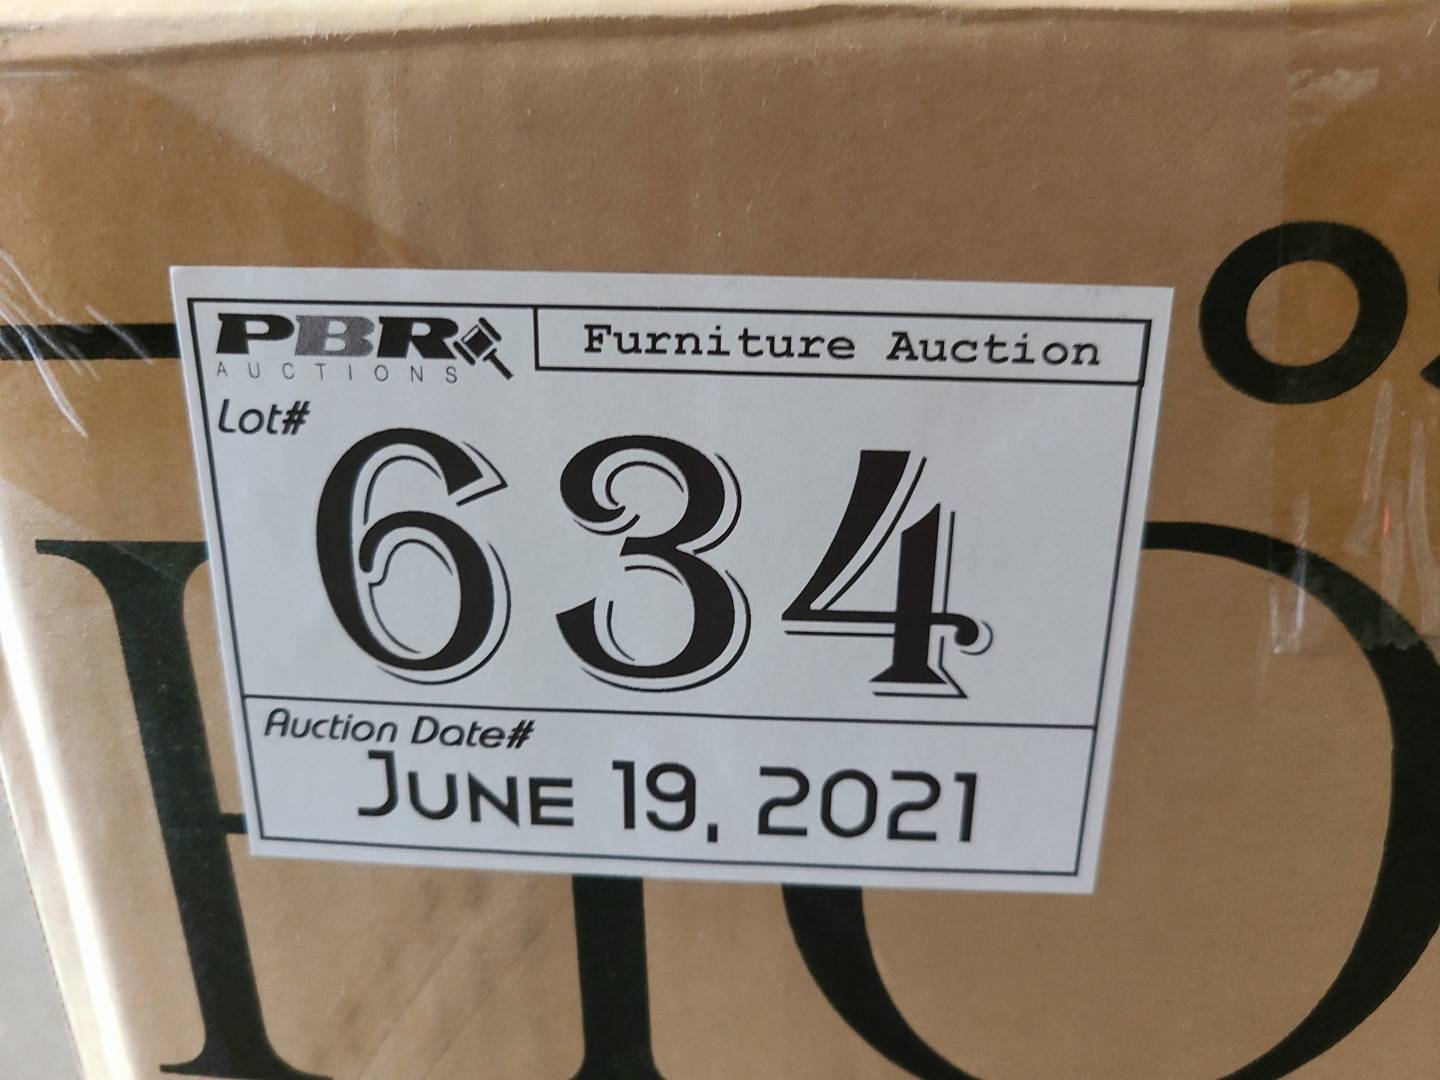 PBR
AUCTIONS
Furniture Auction
Lot#
634
Auction Date#
June 19, 2021